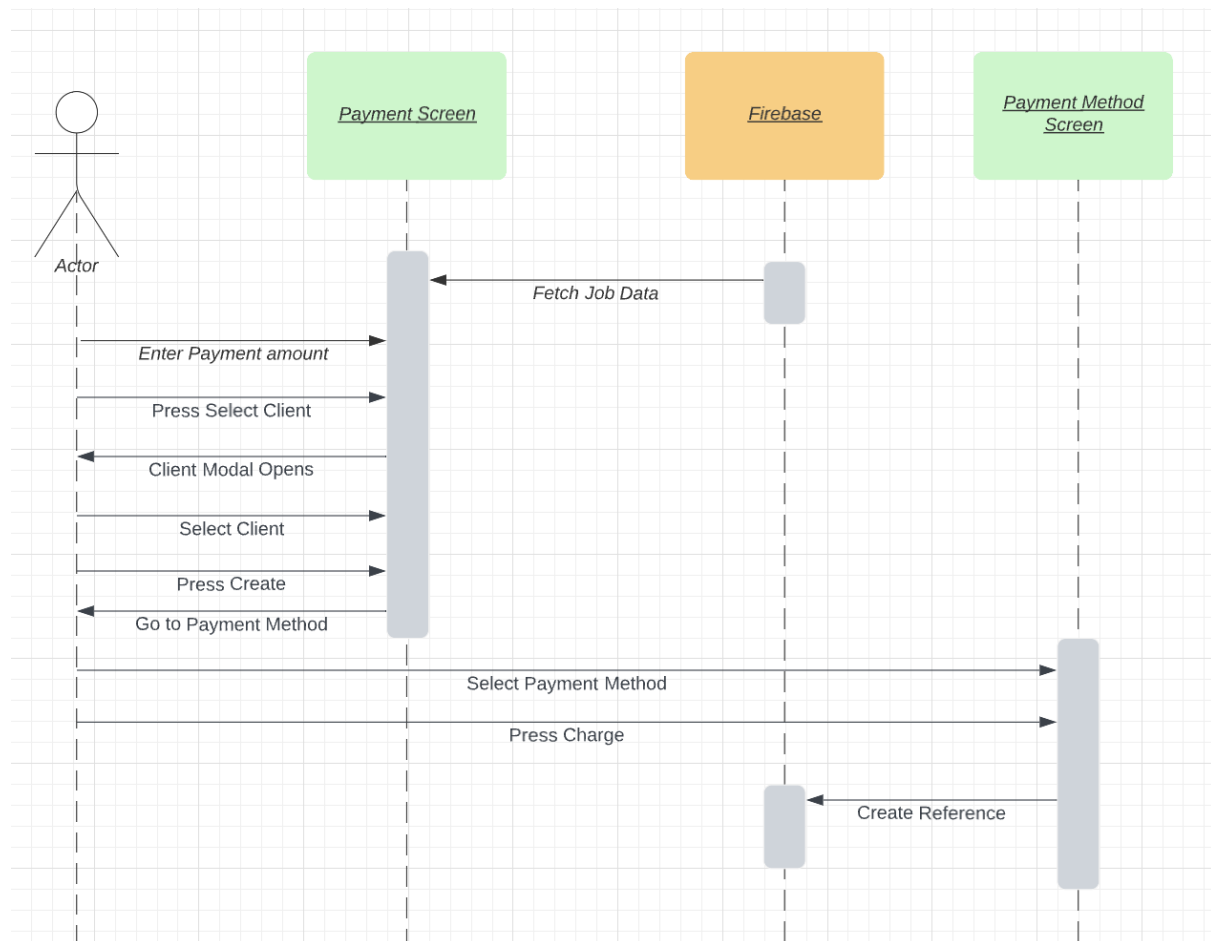 Payment Screen
Firebase
Payment Method
Screen
Actor
Fetch Job Data
Enter Payment amount
Press Select Client
Client Modal Opens
Select Client
Press Create
Go to Payment Method
Select Payment Method
Press Charge
Create Reference